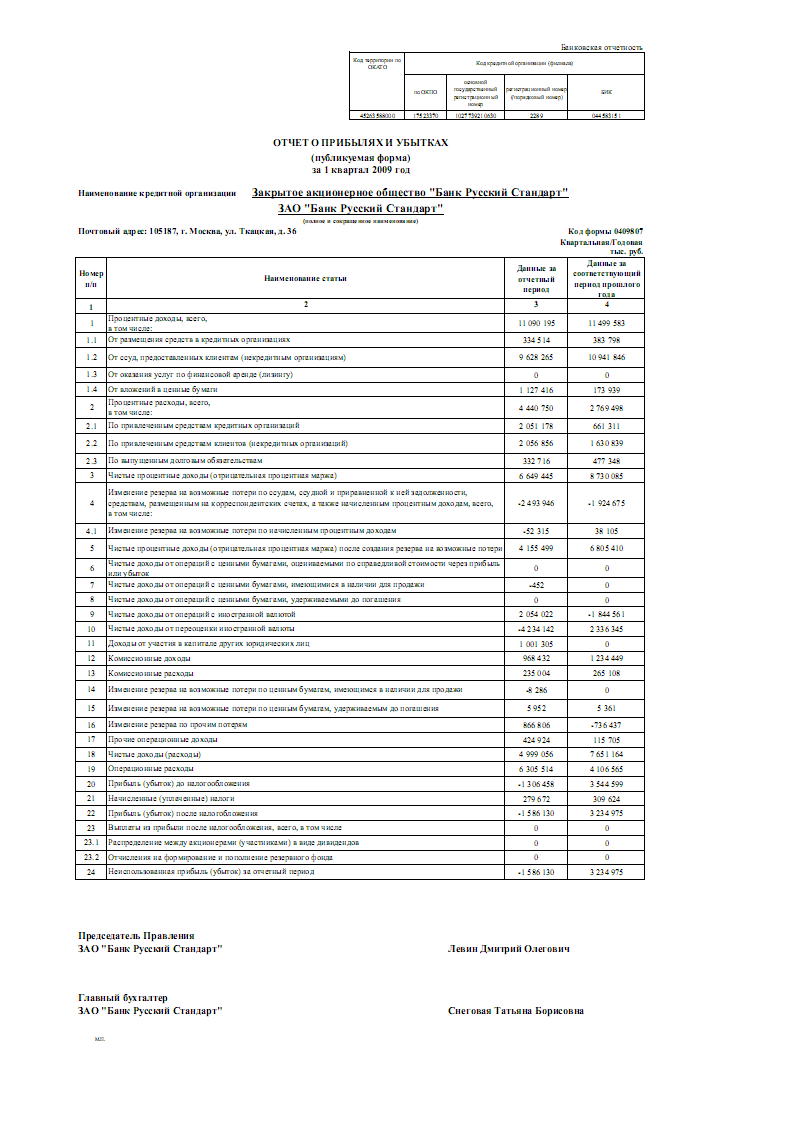 Банковская отчетность
Код территории по ОКАТО
Код кредитной организации (филиала)
по ОКПО
основной государственный регистрационный номер
регистрационный номер (/порядковый номер)
БИК
45263588000 17523370 1027739210630 2289 044583151
ОТЧЕТ О ПРИБЫЛЯХ И УБЫТКАХ
(публикуемая форма)
за 1 квартал 2009 год
Наименование кредитной организации Закрытое акционерное общество "Банк Русский Стандарт"
ЗАО "Банк Русский Стандарт"
(полное и сокращенное наименование)
Почтовый адрес: 105187, г. Москва, ул. Ткацкая, д. 36 Код формы 0409807
Квартальная/Годовая
тыс. руб.
Номер п/п Наименование статьи Данные за отчетный период Данные за соответствующий период прошлого года
1 2 3 4
1 Процентные доходы, всего, в том числе: 11 090 195 11 499 583
1.1 От размещения средств в кредитных организациях 334 514 383 798
1.2 От ссуд, предоставленных клиентам (некредитным организациям) 9 628 265 10 941 846
1.3 От оказания услуг по финансовой аренде (лизингу) 0 0
1.4 От вложений в ценные бумаги 1 127 416 173 939
2 Процентные расходы, всего, в том числе: 4 440 750 2 769 498
2.1 По привлеченным средствам кредитных организаций 2 051 178 661 311
2.2 По привлеченным средствам клиентов (некредитных организаций) 2 056 856 1 630 839
2.3 По выпущенным долговым обязательствам 332 716 477 348
3 Чистые процентные доходы (отрицательная процентная маржа) 6 649 445 8 730 085
4 Изменение резерва на возможные потери по ссудам, ссудной и приравненной к ней задолженности,
средствам, размещенным на корреспондентских счетах, а также начисленным процентным доходам, всего,
в том числе: -2 493 946 -1 924 675
4.1 Изменение резерва на возможные потери по начисленным процентным доходам -52 315 38 105
5 Чистые процентные доходы (отрицательная процентная маржа) после создания резерва на возможные потери 4 155 499 6 805 410
6 Чистые доходы от операций с ценными бумагами, оцениваемыми по справедливой стоимости через прибыль
или убыток 0 0
7 Чистые доходы от операций с ценными бумагами, имеющимися в наличии для продажи -452 0
8 Чистые доходы от операций с ценными бумагами, удерживаемыми до погашения 0 0
9 Чистые доходы от операций с иностранной валютой 2 054 022 -1 844 561
10 Чистые доходы от переоценки иностранной валюты -4 234 142 2 336 345
11 Доходы от участия в капитале других юридических лиц 1 001 305 0
12 Комиссионные доходы 968 432 1 234 449
13 Комиссионные расходы 235 004 265 108
14 Изменение резерва на возможные потери по ценным бумагам, имеющимся в наличии для продажи -8 286 0
15 Изменение резерва на возможные потери по ценным бумагам, удерживаемым до погашения 5 952 5 361
16 Изменение резерва по прочим потерям 866 806 -736 437
17 Прочие операционные доходы 424 924 115 705
18 Чистые доходы (расходы) 4 999 056 7 651 164
19 Операционные расходы 6 305 514 4 106 565
20 Прибыль (убыток) до налогообложения -1 306 458 3 544 599
21 Начисленные (уплаченные) налоги 279 672 309 624
22 Прибыль (убыток) после налогобложения -1 586 130 3 234 975
23 Выплаты из прибыли после налогообложения, всего, в том числе 0 0
23.1 Распределение между акционерами (участниками) в виде дивидендов 0 0
23.2 Отчисления на формирование и пополнение резервного фонда 0 0
24 Неиспользованная прибыль (убыток) за отчетный период -1 586 130 3 234 975
Председатель Правления
ЗАО "Банк Русский Стандарт" Левин Дмитрий Олегович
Главный бухгалтер
ЗАО "Банк Русский Стандарт" Снеговая Татьяна Борисовна
м.п.